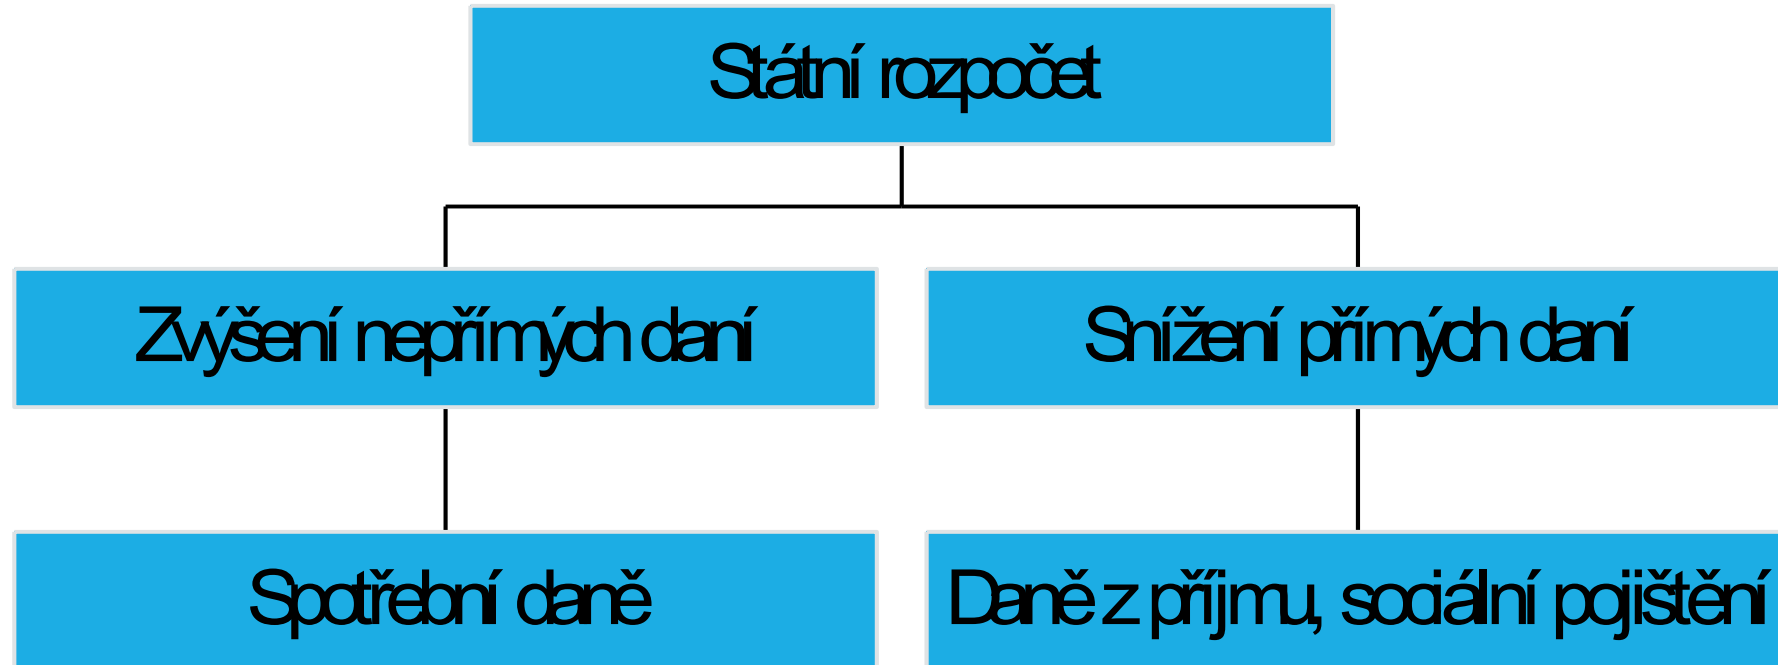 Státní rozpočet
Zvýšení nepřímých daní
Snížení přímých daní
Spotřební daně
Daně z příjmu, sociální pojištění